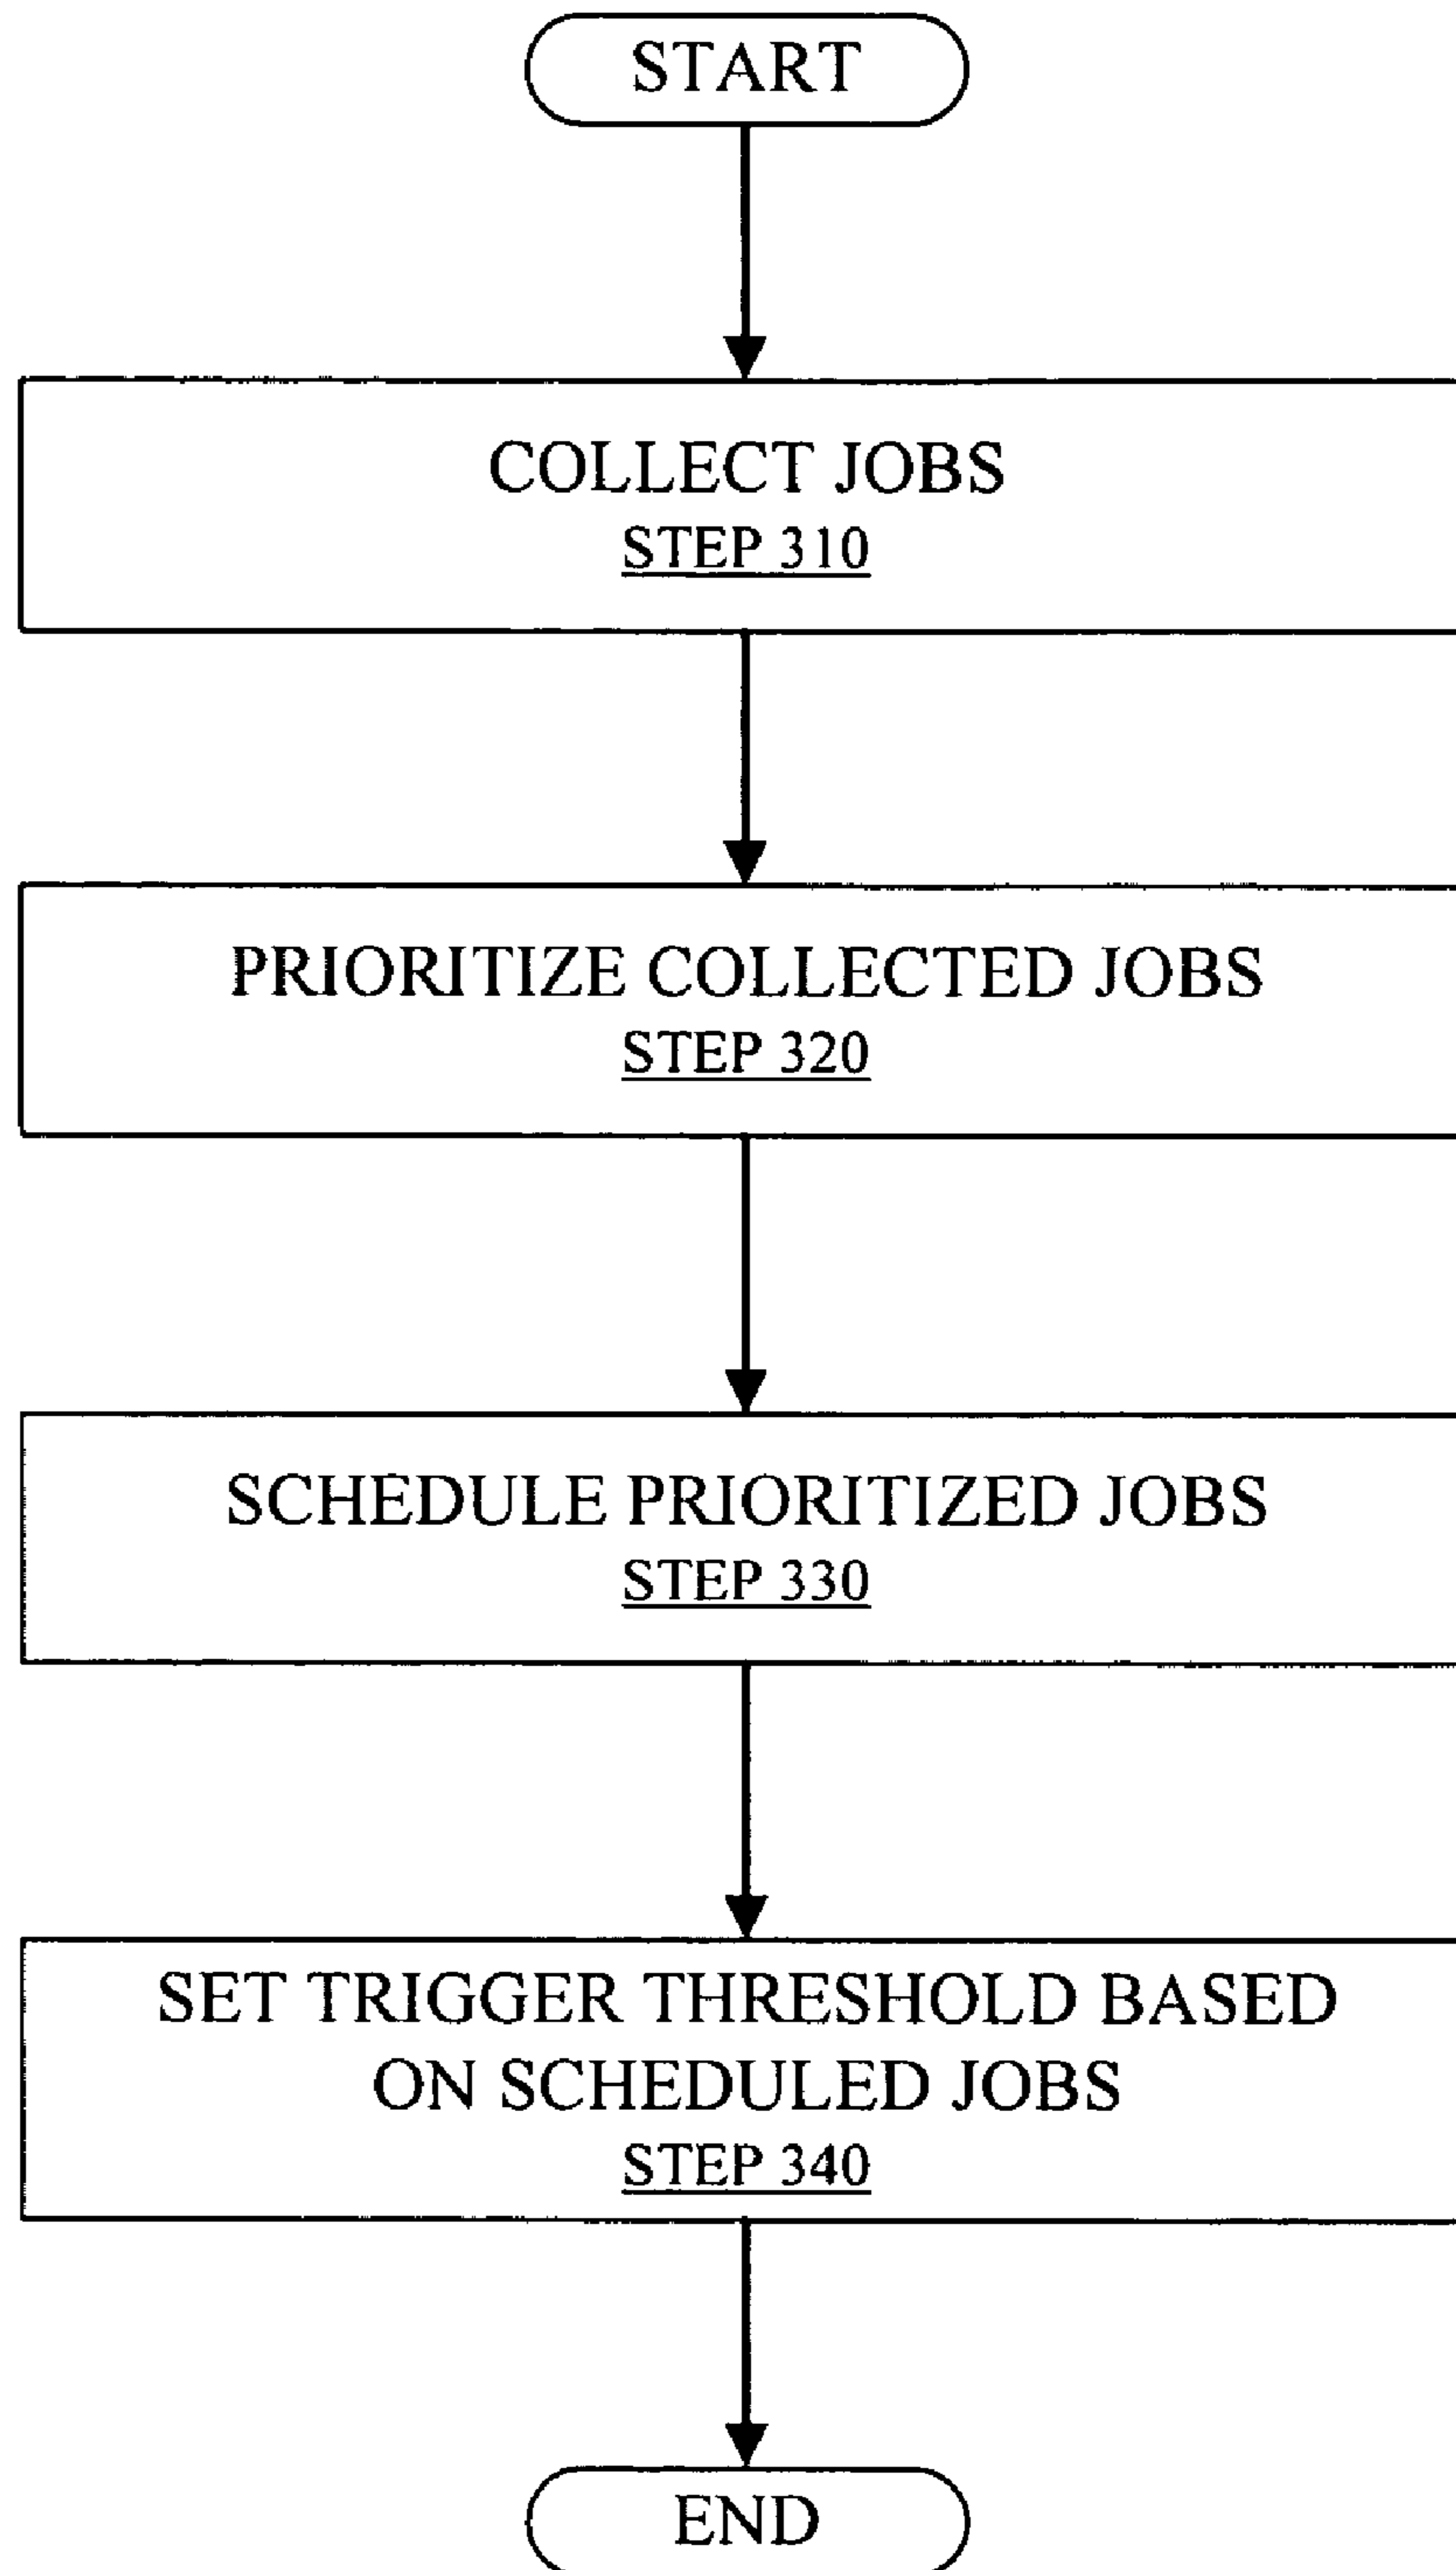 START
COLLECT JOBS
STEP 310
PRIORITIZE COLLECTED JOBS
STEP 320
SCHEDULE PRIORITIZED JOBS
STEP 330
SET TRIGGER THRESHOLD BASED
ON SCHEDULED JOBS
STEP 340
END